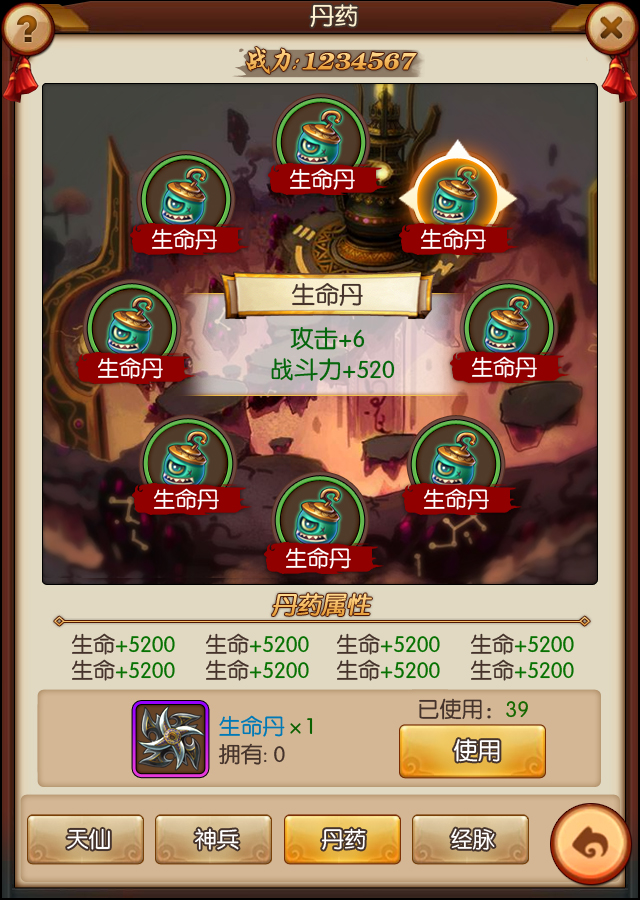 ?
丹药
战力:1234567
生命丹
生命丹
生命丹
生命丹
攻击+6
战斗力+520
生命丹
生命丹
生命丹
生命丹
生命丹
丹药属性
生命+5200 生命+5200 生命+5200 生命+5200
生命+5200 生命+5200 生命+5200 生命+5200
生命丹×1
拥有: 0
已使用：39
使用
天仙 神兵 丹药 经脉